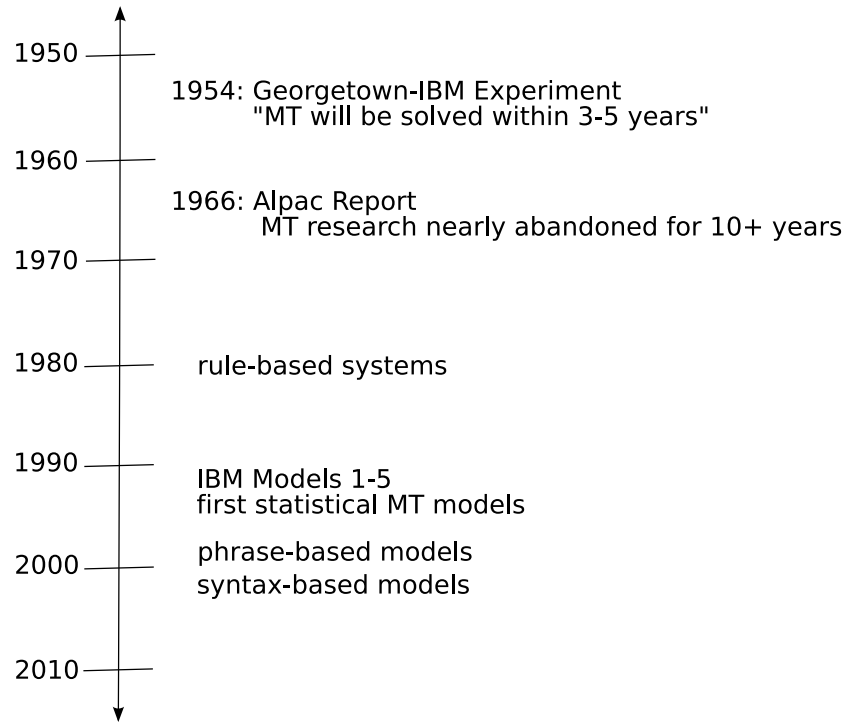 1950
1954: Georgetown-IBM Experiment
"MT will be solved within 3-5 years"
1960
1966: Alpac Report
MT research nearly abandoned for 10+ years
1970
1980
rule-based systems
1990
IBM Models 1-5
first statistical MT models
phrase-based models
2000
syntax-based models
2010